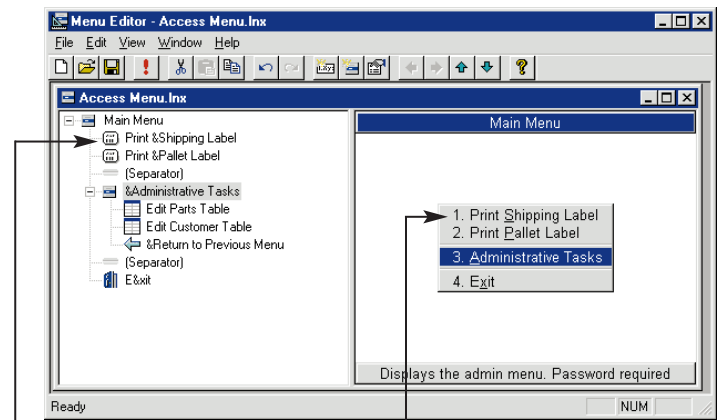 Menu Editor - Access Menu.lnx
File Edit View Window Help
Access Menu.lnx
Main Menu
Print &Shipping Label
Print &Pallet Label
(Separator)
&Administrative Tasks
Edit Parts Table
Edit Customer Table
&Return to Previous Menu
(Separator)
E&xit
Main Menu
1. Print Shipping Label
2. Print Pallet Label
3. Administrative Tasks
4. Exit
Displays the admin menu. Password required
Ready NUM